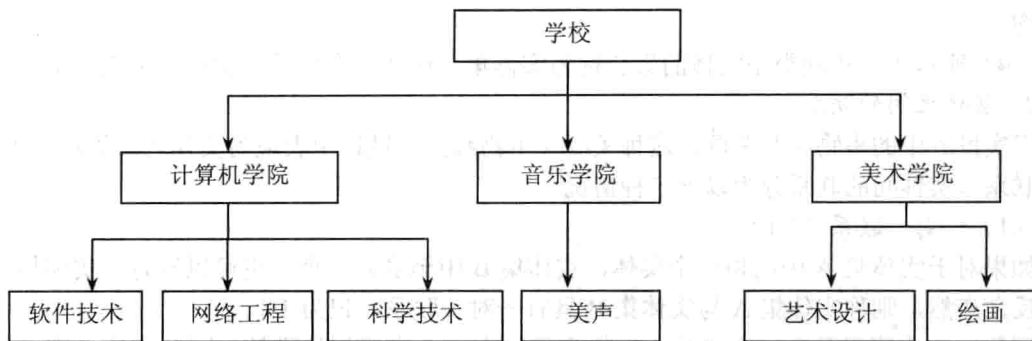 学校
计算机学院
音乐学院
美术学院
软件技术
网络工程
科学技术
美声
艺术设计
绘画